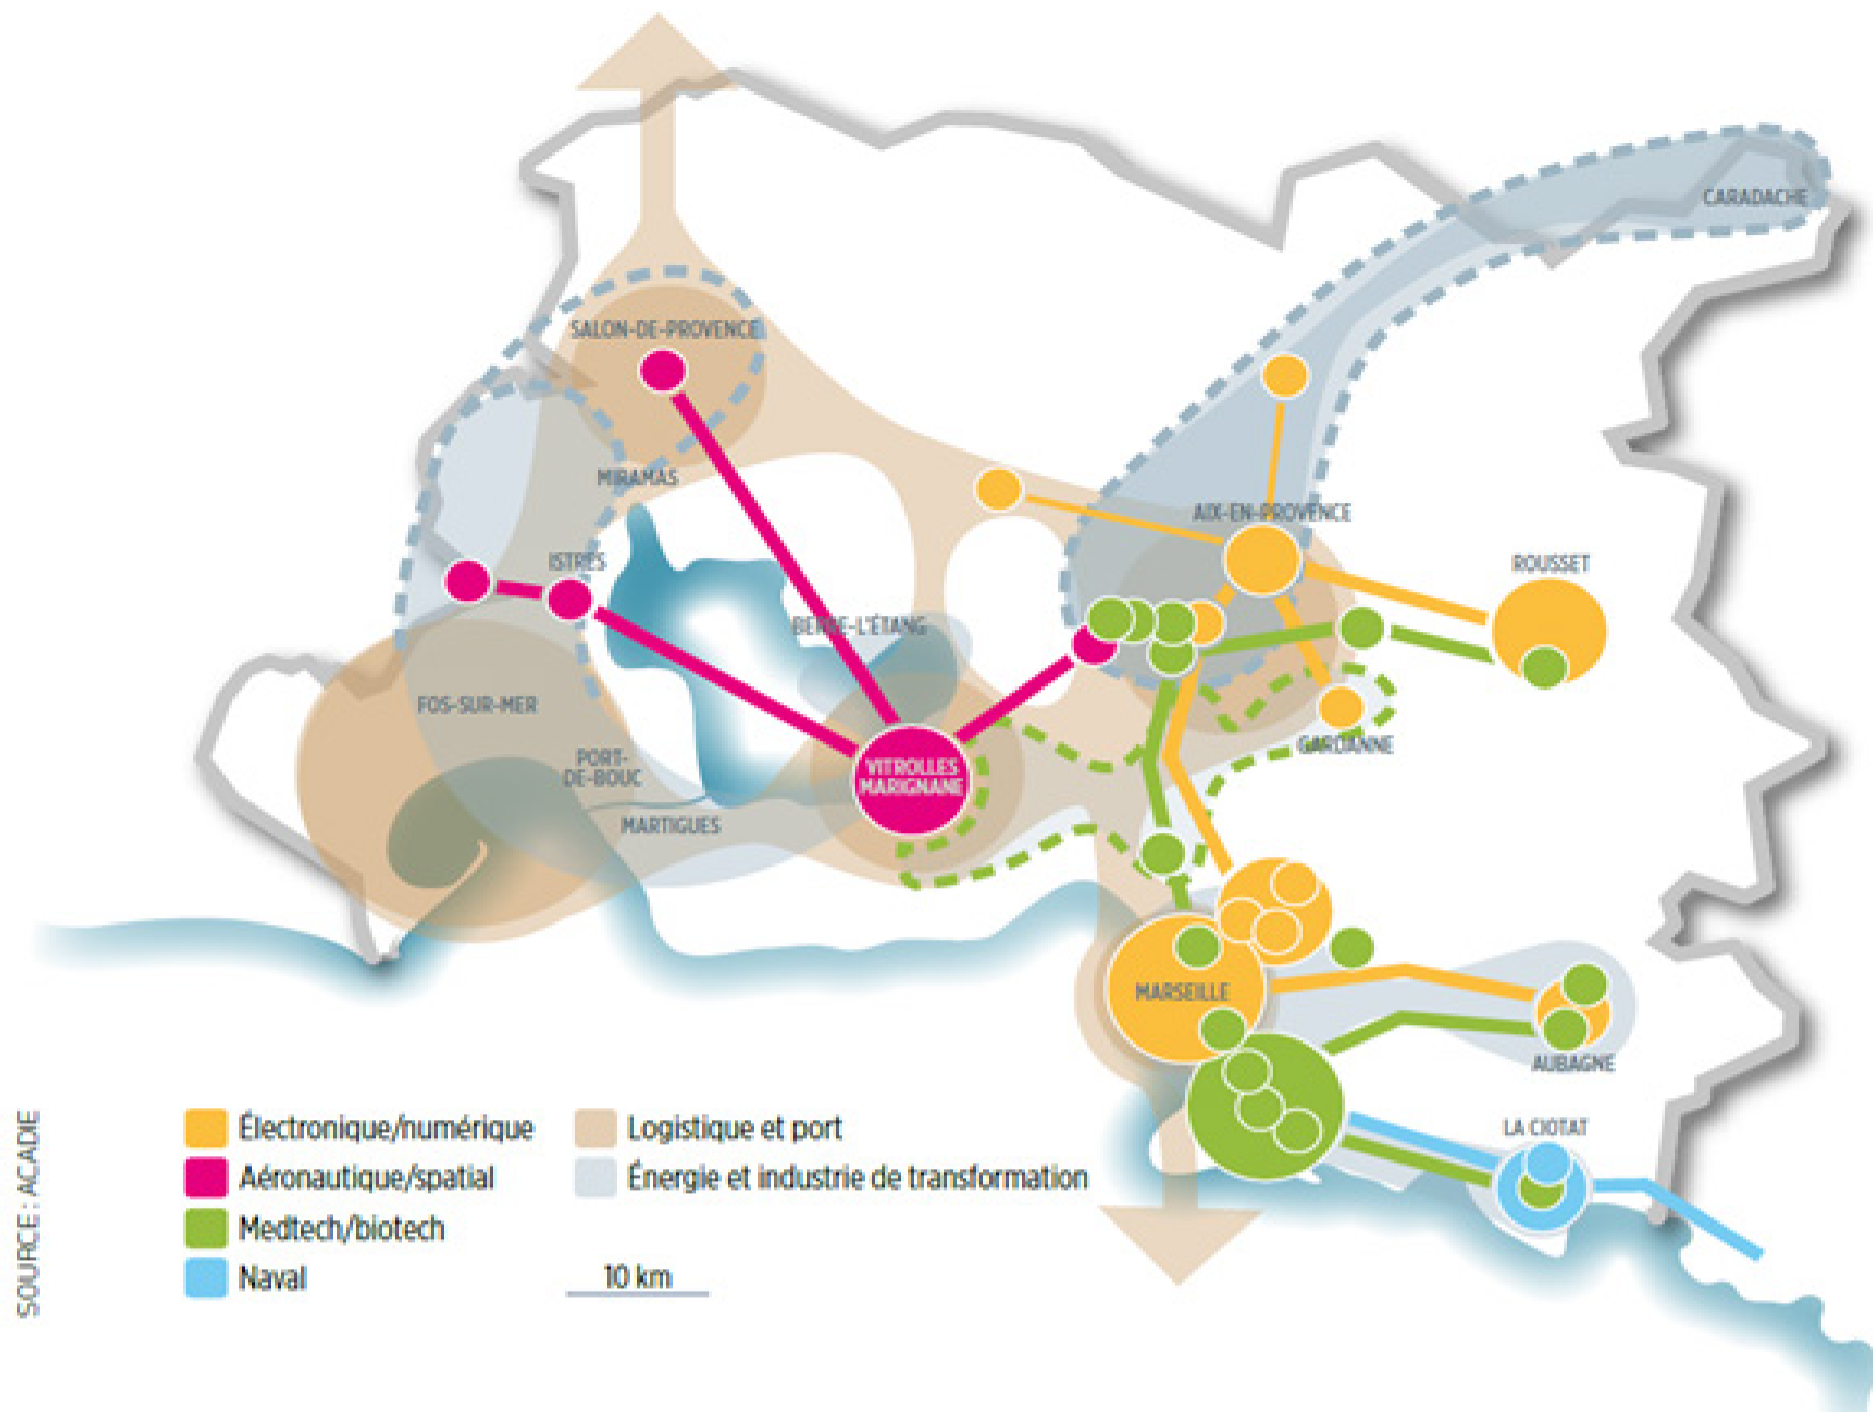 CARADACHE
SALON-DE-PROVENCE
MIRAMAS
AIX-EN-PROVENCE
ISTRES
ROUSSET
BERRE-L'ÉTANG
FOS-SUR-MER
GARDANNE
PORT-
DE-BOUC
VITROLLES
MARIGNANE
MARTIGUES
MARSEILLE
AUBAGNE
LA CIOTAT
Électronique/numérique
Aéronautique/spatial
Medtech/biotech
Naval
Logistique et port
Énergie et industrie de transformation
10 km
SOURCE : ACADIE